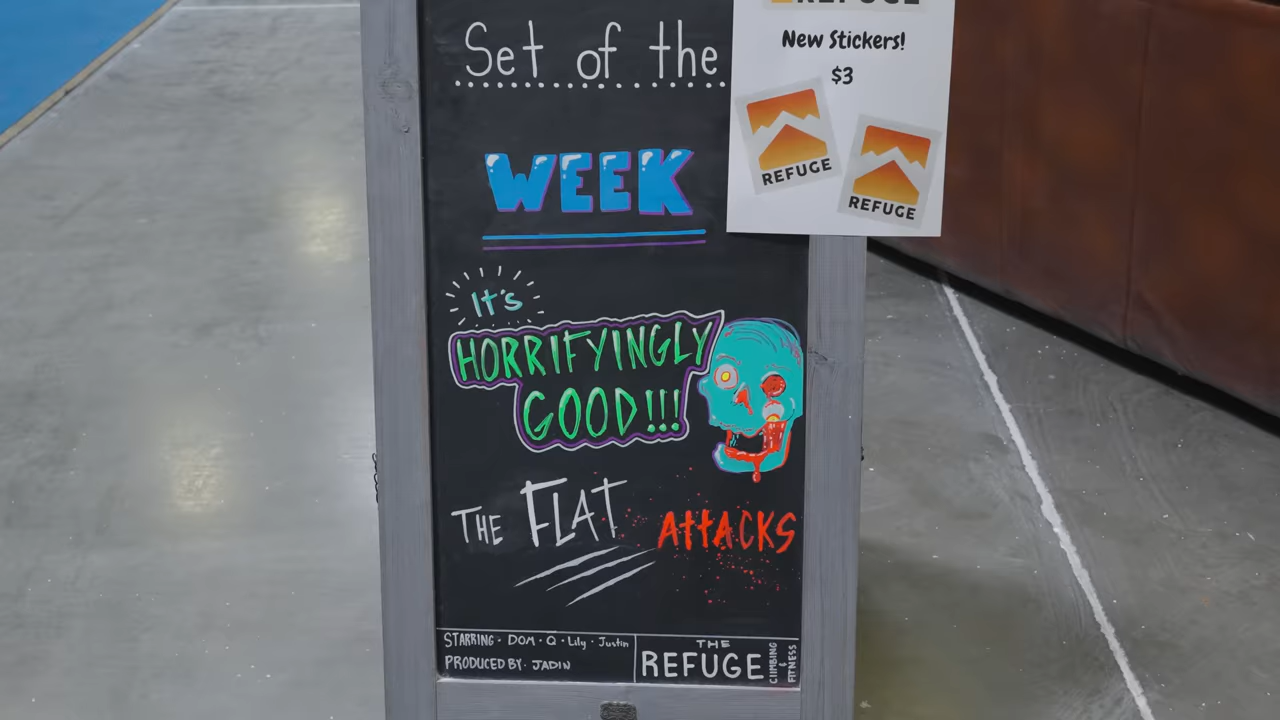 Set of the
WEEK
It's
HORRIFYINGLY
GOOD!!!
THE FLAT ATTACKS
STARRING · DOM · Q · Lily · Justin
PRODUCED BY · JADIN
THE
REFUGE
CLIMBING & FITNESS
REFUGE
New Stickers!
$3
REFUGE
REFUGE